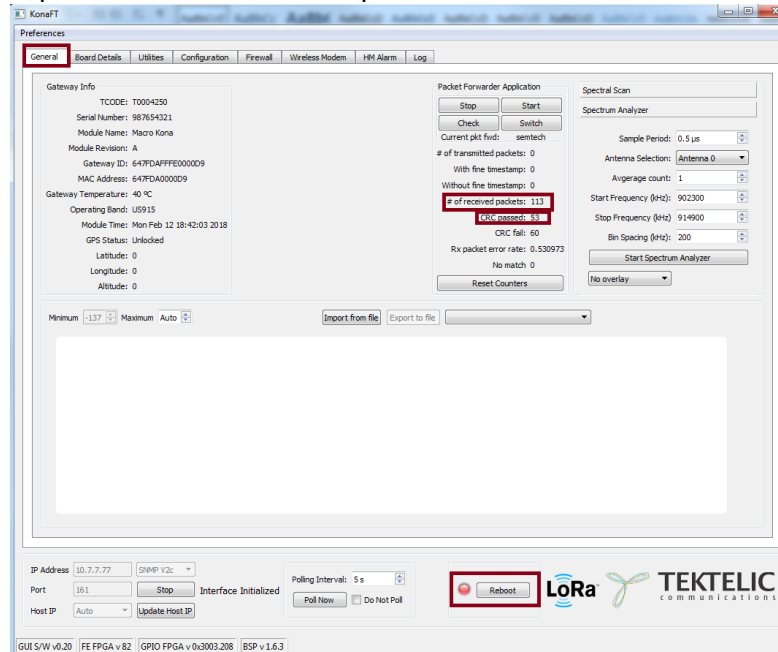 KonaFT
Preferences
General Board Details Utilities Configuration Firewall Wireless Modem HM Alarm Log
Gateway Info
TCODE: T0004250
Serial Number: 987654321
Module Name: Macro Kona
Module Revision: A
Gateway ID: 647FDAFFFE0000D9
MAC Address: 647FDA0000D9
Gateway Temperature: 40 ºC
Operating Band: US915
Module Time: Mon Feb 12 18:42:03 2018
GPS Status: Unlocked
Latitude: 0
Longitude: 0
Altitude: 0
Packet Forwarder Application
Stop Start
Check Switch
Current pkt fwd: semtech
# of transmitted packets: 0
With fine timestamp: 0
Without fine timestamp: 0
# of received packets: 113
CRC passed: 53
CRC fail: 60
Rx packet error rate: 0.530973
No match 0
Reset Counters
Spectral Scan
Spectrum Analyzer
Sample Period: 0.5 µs
Antenna Selection: Antenna 0
Avgerage count: 1
Start Frequency (kHz): 902300
Stop Frequency (kHz) 914900
Bin Spacing (kHz): 200
Start Spectrum Analyzer
No overlay
Minimum -137 Maximum Auto Import from file Export to file
IP Address 10.7.7.77 SNMP V2c
Port 161 Stop Interface Initialized
Host IP Auto Update Host IP
Polling Interval: 5 s
Poll Now Do Not Poll
Reboot
LoRa
TEKTELIC
communications
GUI S/W v0.20 FE FPGA v 82 GPIO FPGA v 0x3003.208 BSP v 1.6.3